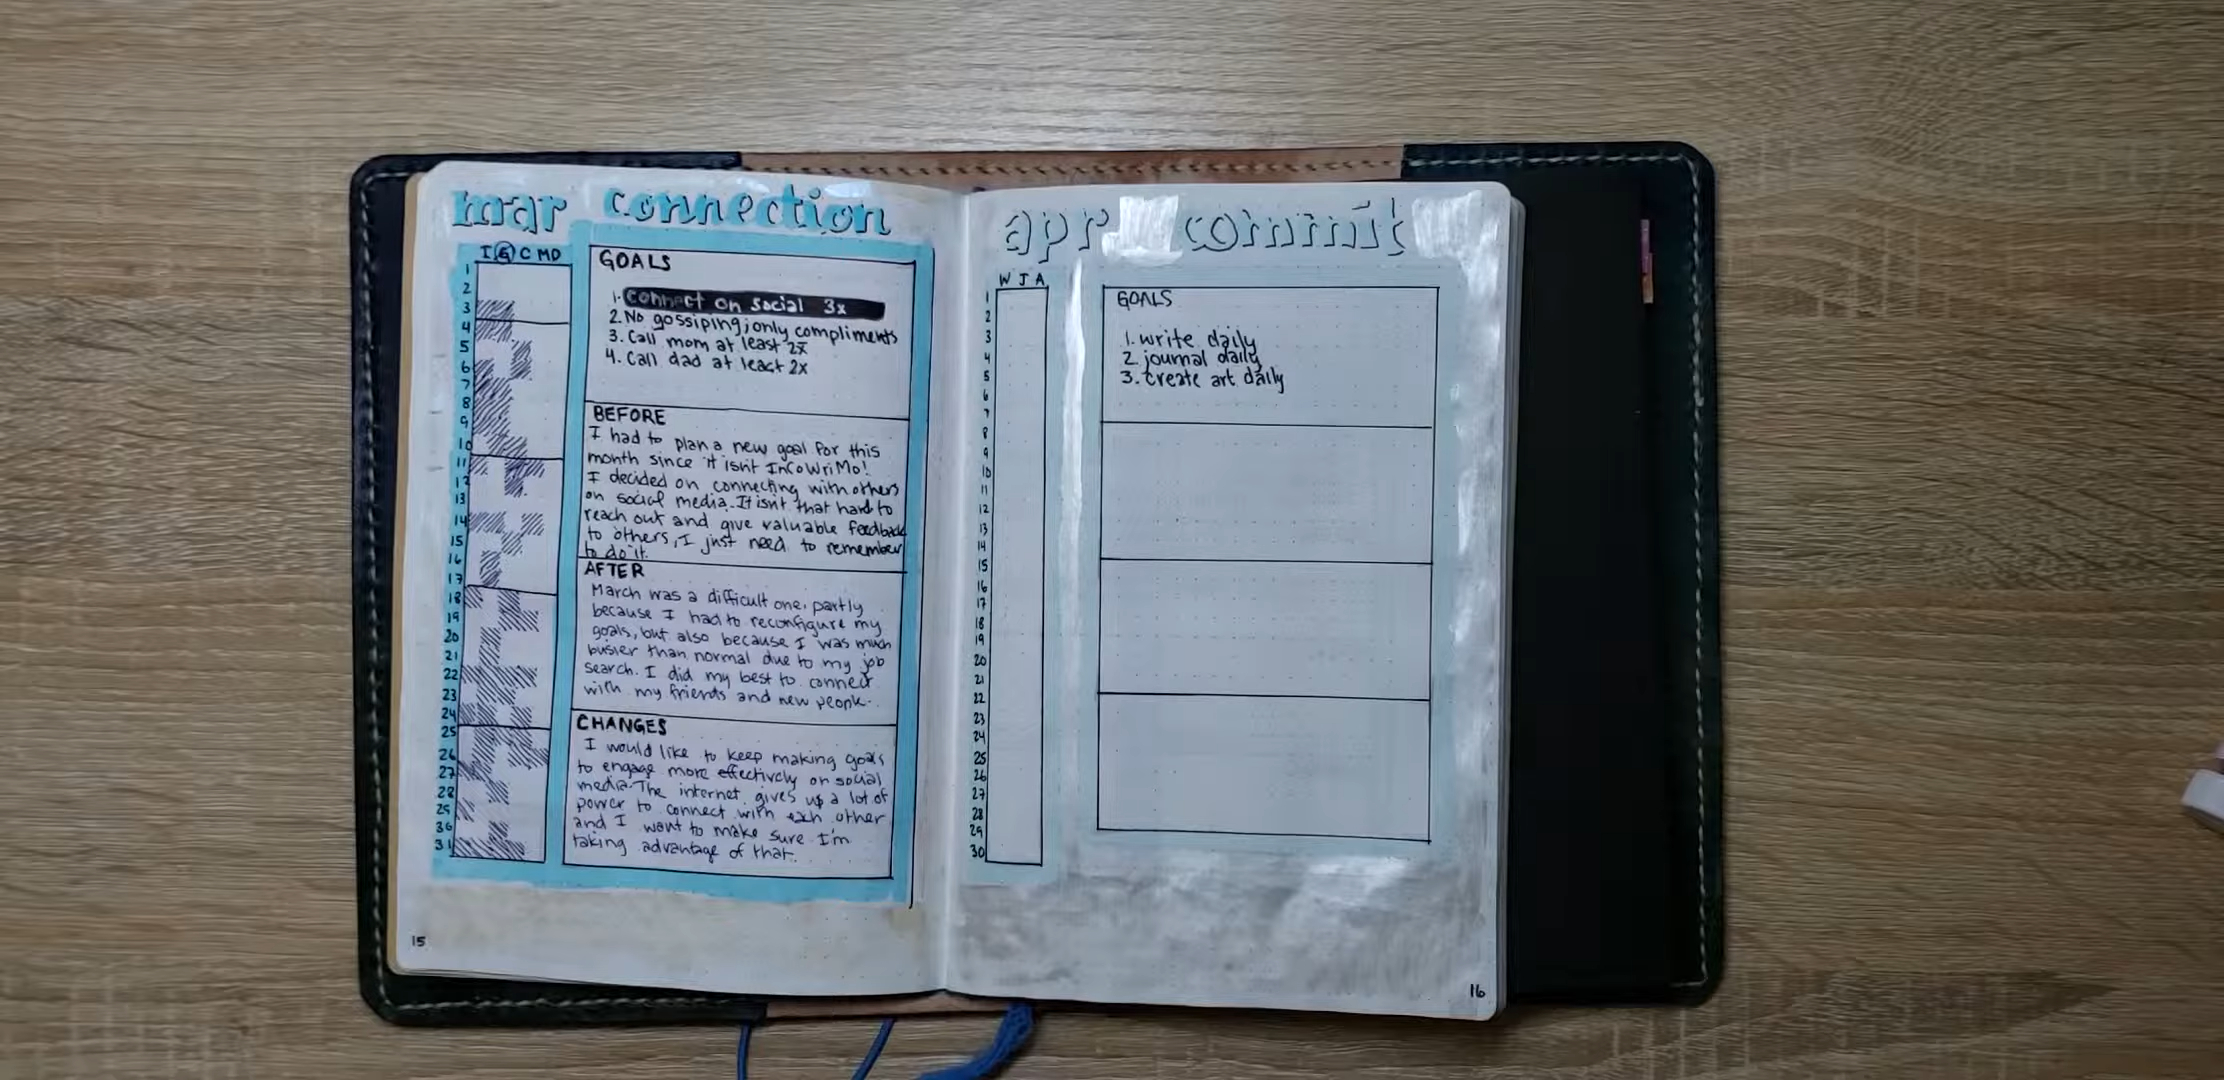 mar connection
I G C M D
1
2
3
4
5
6
7
8
9
10
11
12
13
14
15
16
17
18
19
20
21
22
23
24
25
26
27
28
29
30
31
GOALS
1. Connect on social 3x
2. No gossiping; only compliments
3. Call mom at least 2x
4. Call dad at least 2x
BEFORE
I had to plan a new goal for this
month since it isnt InCoWriMo!
I decided on connecting with others
on social media. It isnt that hard to
reach out and give valuable feedback
to others, I just need to remember
to do it.
AFTER
March was a difficult one, partly
because I had to reconfigure my
goals, but also because I was much
busier than normal due to my job
search. I did my best to connect
with my friends and new people.
CHANGES
I would like to keep making goals
to engage more effectively on social
media. The internet gives us a lot of
power to connect with each other
and I want to make sure I'm
taking advantage of that.
15
apr commit
W J A
1
2
3
4
5
6
7
8
9
10
11
12
13
14
15
16
17
18
19
20
21
22
23
24
25
26
27
28
29
30
GOALS
1. write daily
2. journal daily
3. create art daily
16